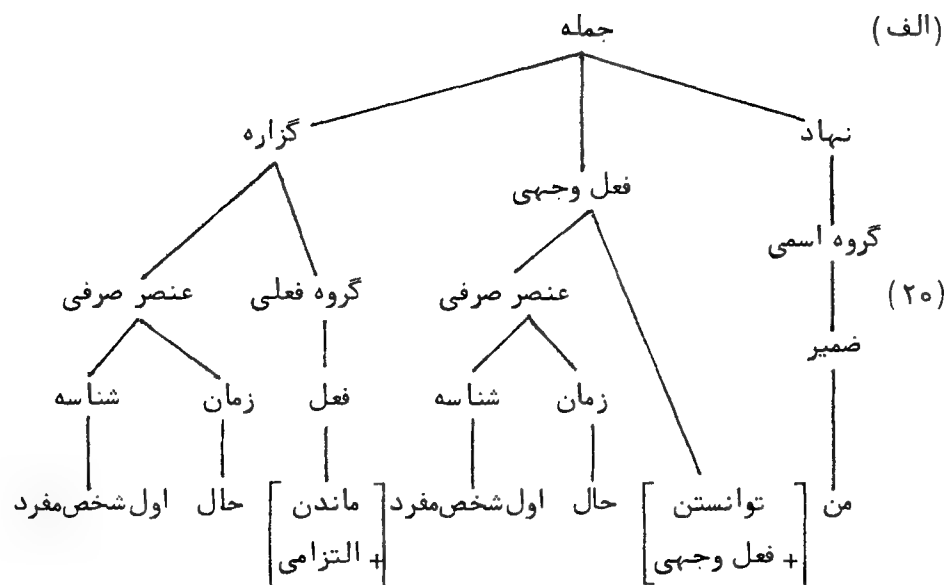 (الف)
جمله
نهاد
گزاره
فعل وجهی
گروه اسمی
عنصر صرفی گروه فعلی عنصر صرفی
(۲۰)
ضمیر
زمان شناسه فعل زمان شناسه
من [توانستن] حال اول شخص مفرد [ماندن] حال اول شخص مفرد
[+ فعل وجهی] [+ التزامی]